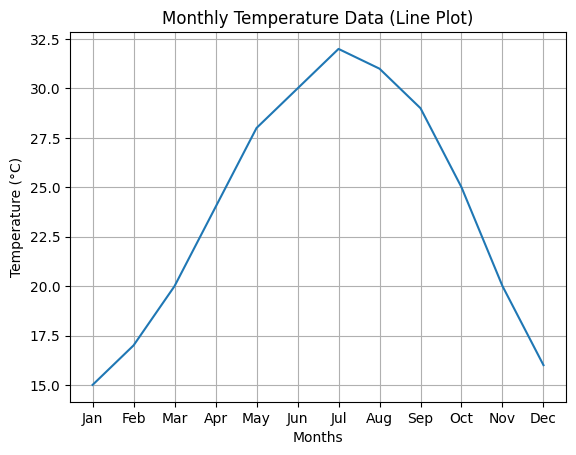 Monthly Temperature Data (Line Plot)
32.5
30.0
27.5
25.0
22.5
20.0
17.5
15.0
Temperature (°C)
Jan Feb Mar Apr May Jun Jul Aug Sep Oct Nov Dec
Months